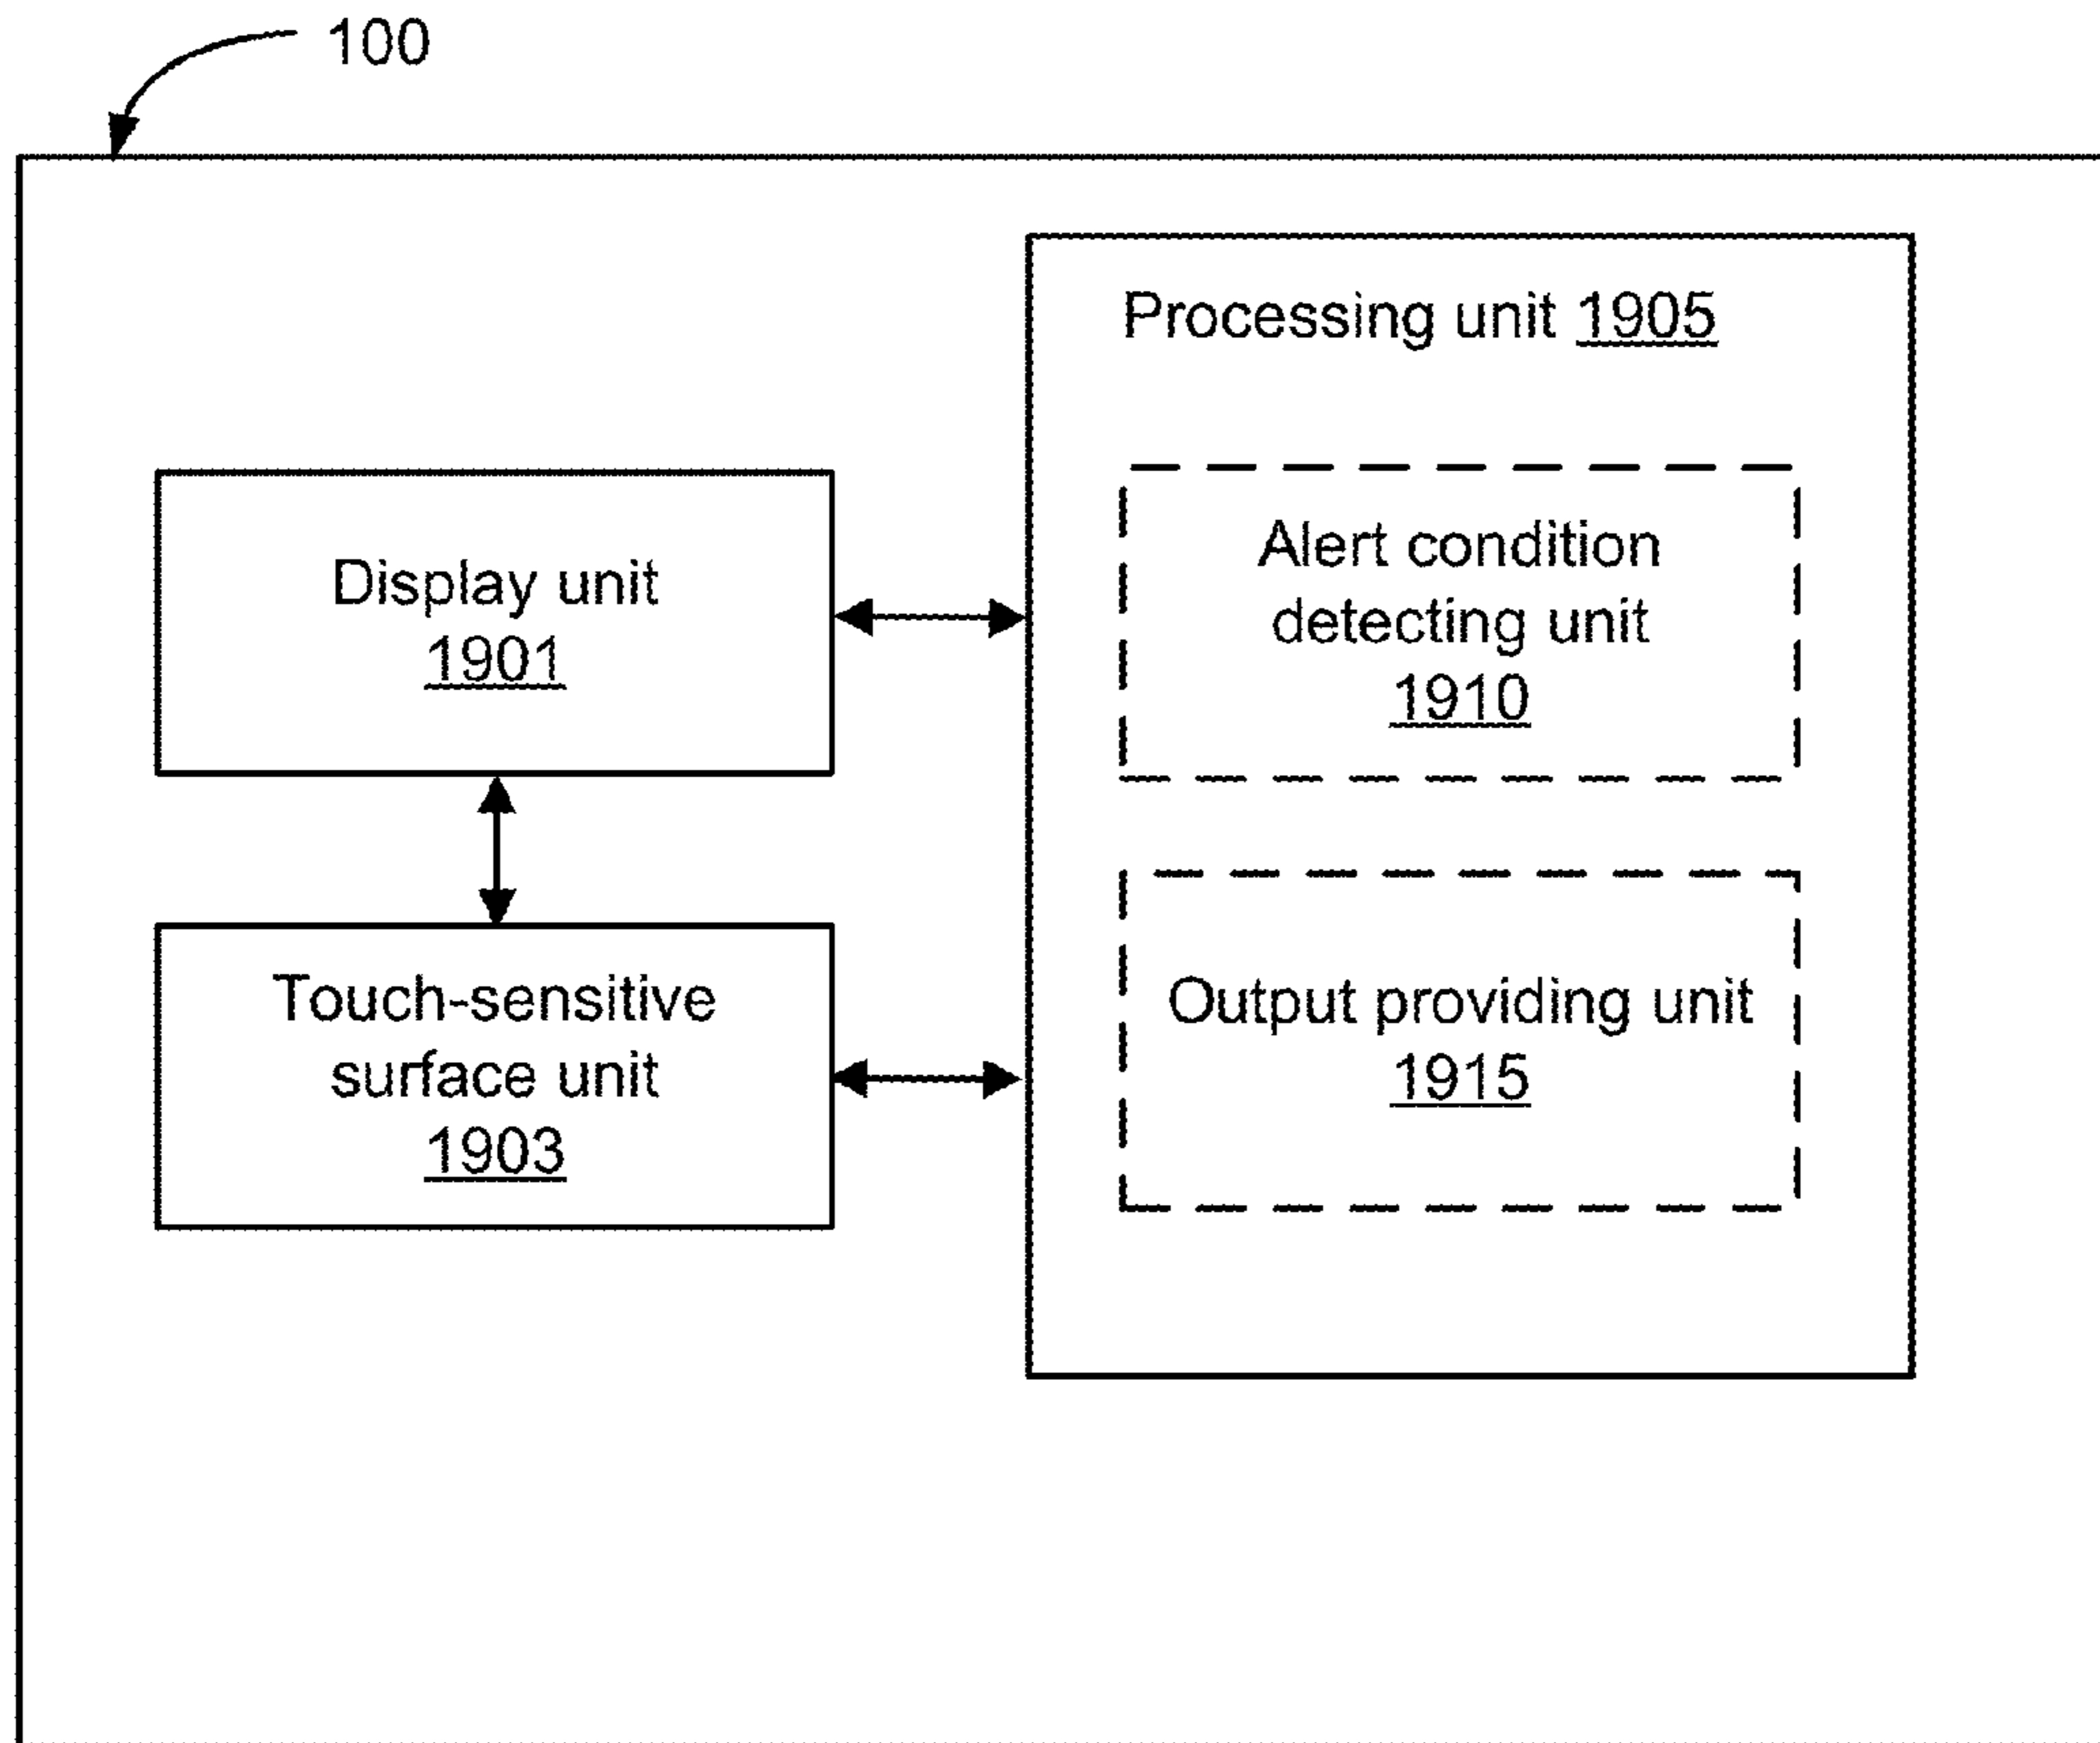 100
Processing unit 1905
Display unit
1901
Alert condition
detecting unit
1910
Touch-sensitive
surface unit
1903
Output providing unit
1915